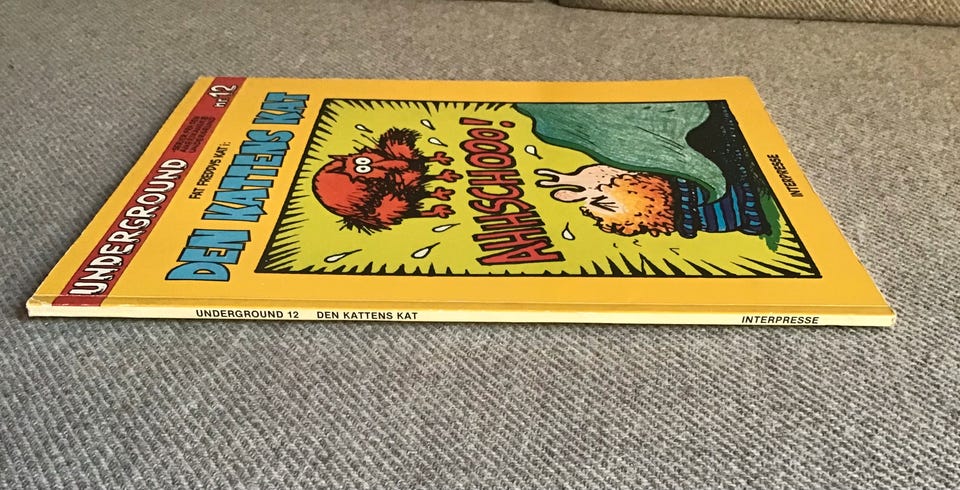 UNDERGROUND
nr. 12
FAT FREDDYS KAT i:
DEN KATTENS KAT
AHHSCHOOO!
INTERPRESSE
UNDERGROUND 12 DEN KATTENS KAT INTERPRESSE